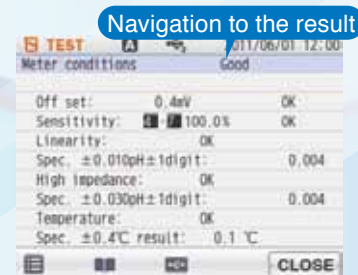 Navigation to the result
TEST A 2011/06/01 12:00
Meter conditions Good
Off set: 0.4mV OK
Sensitivity: 4 - 7 100.0% OK
Linearity: OK
Spec. ±0.010pH±1digit: 0.004
High impedance: OK
Spec. ±0.030pH±1digit: 0.004
Temperature: OK
Spec. ±0.4℃ result: 0.1 ℃
CLOSE